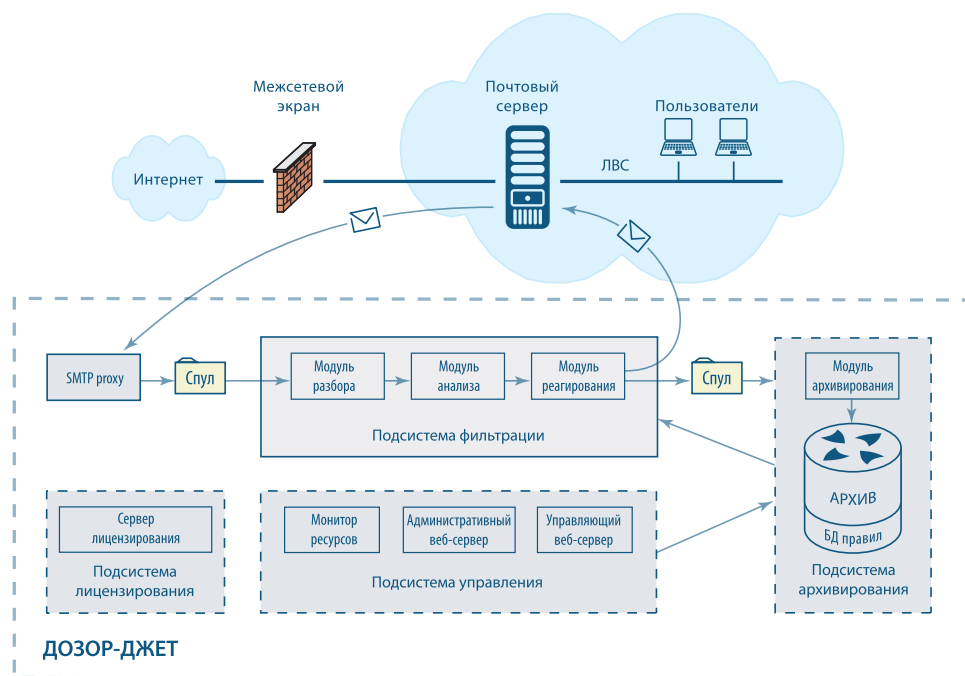 Межсетевой
экран
Почтовый
сервер
Пользователи
Интернет
ЛВС
SMTP proxy
Спул
Модуль
разбора
Модуль
анализа
Модуль
реагирования
Подсистема фильтрации
Спул
Модуль
архивирования
АРХИВ
БД правил
Подсистема
архивирования
Сервер
лицензирования
Подсистема
лицензирования
Монитор
ресурсов
Административный
веб-сервер
Управляющий
веб-сервер
Подсистема управления
ДОЗОР-ДЖЕТ